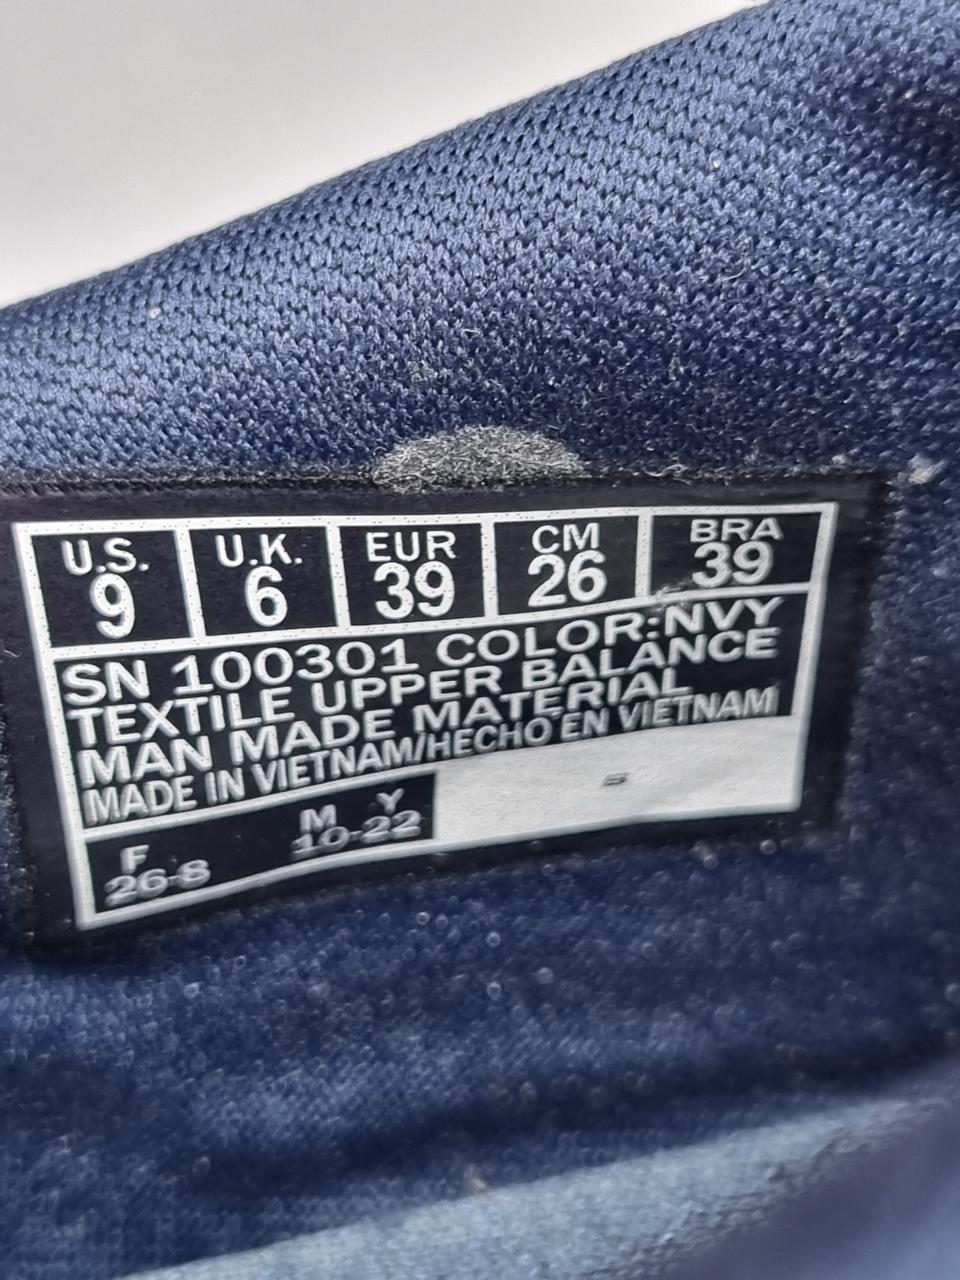 U.S. U.K. EUR CM BRA
9 6 39 26 39
SN 100301 COLOR:NVY
TEXTILE UPPER BALANCE
MAN MADE MATERIAL
MADE IN VIETNAM/HECHO EN VIETNAM
F M Y
26-8 10-22